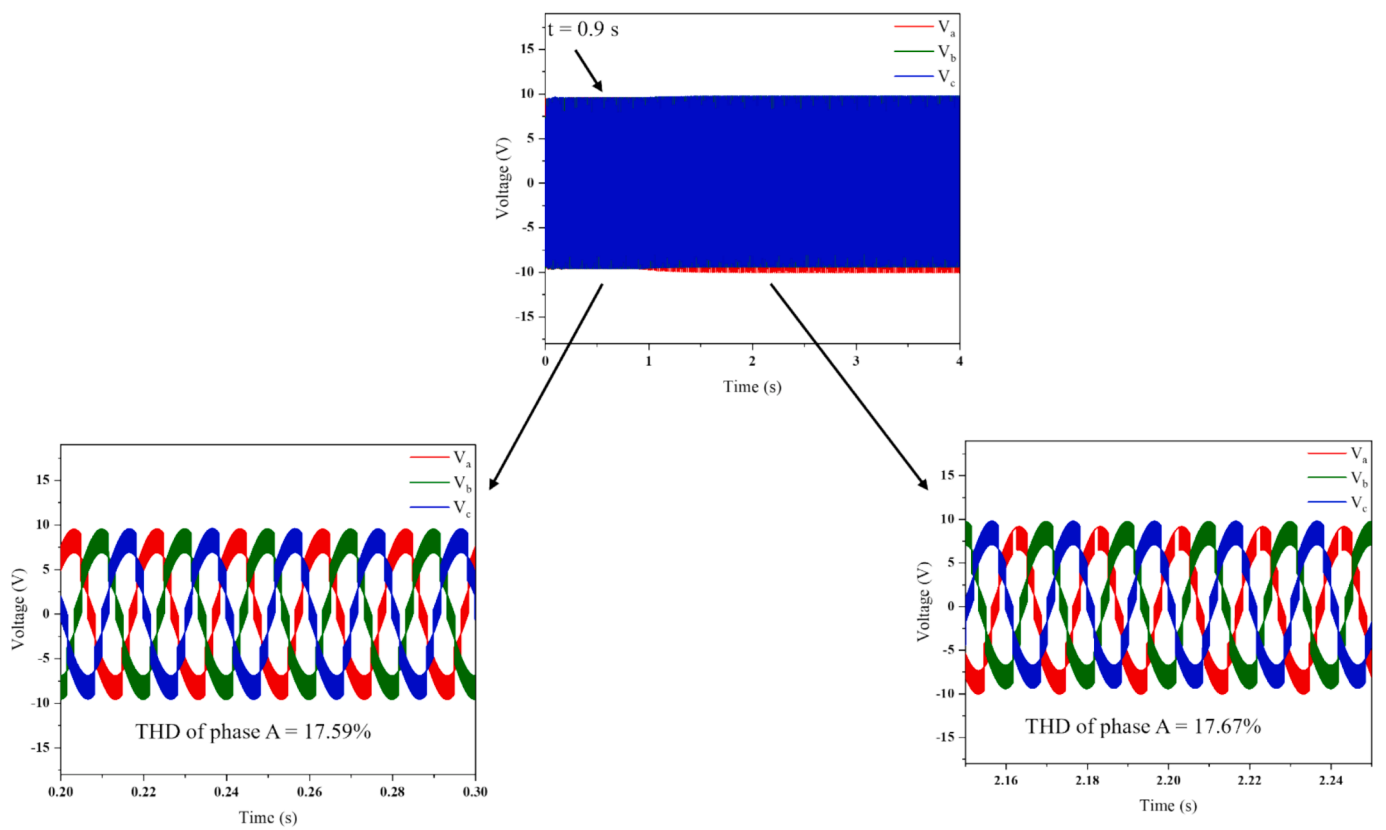 t = 0.9 s
Va
Vb
Vc
15
10
5
0
-5
-10
-15
Voltage (V)
0 1 2 3 4
Time (s)
Va
Vb
Vc
15
10
5
0
-5
-10
-15
Voltage (V)
THD of phase A = 17.59%
0.20 0.22 0.24 0.26 0.28 0.30
Time (s)
Va
Vb
Vc
15
10
5
0
-5
-10
-15
Voltage (V)
THD of phase A = 17.67%
2.16 2.18 2.20 2.22 2.24
Time (s)